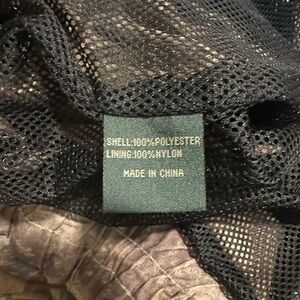 SHELL:100%POLYESTER
LINING:100%NYLON
MADE IN CHINA